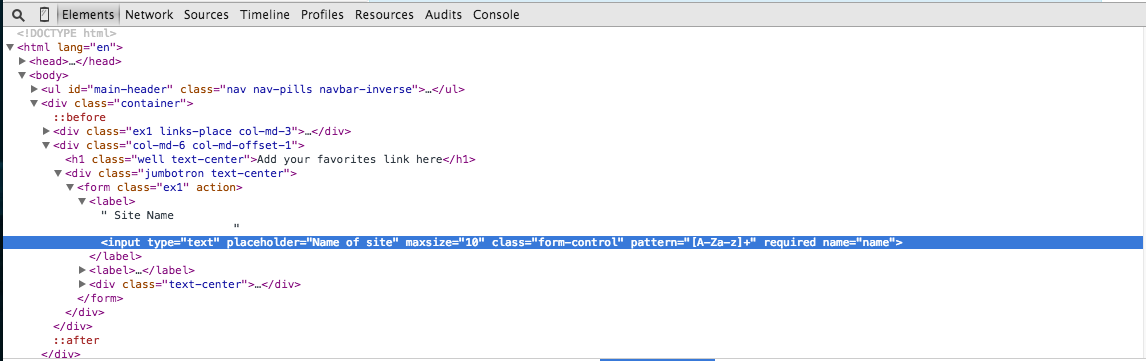 Elements Network Sources Timeline Profiles Resources Audits Console
<!DOCTYPE html>
<html lang="en">
<head>…</head>
<body>
<ul id="main-header" class="nav nav-pills navbar-inverse">…</ul>
<div class="container">
::before
<div class="ex1 links-place col-md-3">…</div>
<div class="col-md-6 col-md-offset-1">
<h1 class="well text-center">Add your favorites link here</h1>
<div class="jumbotron text-center">
<form class="ex1" action>
<label>
" Site Name
"
<input type="text" placeholder="Name of site" maxsize="10" class="form-control" pattern="[A-Za-z]+" required name="name">
</label>
<label>…</label>
<div class="text-center">…</div>
</form>
</div>
</div>
::after
</div>